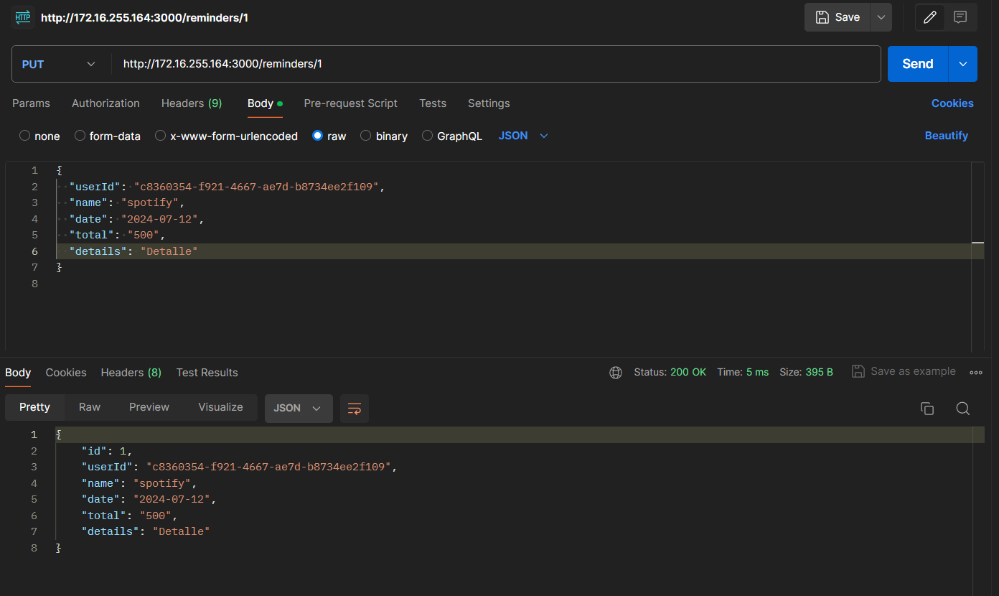 HTTP http://172.16.255.164:3000/reminders/1 Save
PUT http://172.16.255.164:3000/reminders/1 Send
Params Authorization Headers (9) Body Pre-request Script Tests Settings Cookies
none form-data x-www-form-urlencoded raw binary GraphQL JSON Beautify
1 {
2 "userId": "c8360354-f921-4667-ae7d-b8734ee2f109",
3 "name": "spotify",
4 "date": "2024-07-12",
5 "total": "500",
6 "details": "Detalle"
7 }
8
Body Cookies Headers (8) Test Results Status: 200 OK Time: 5 ms Size: 395 B Save as example
Pretty Raw Preview Visualize JSON
1 {
2 "id": 1,
3 "userId": "c8360354-f921-4667-ae7d-b8734ee2f109",
4 "name": "spotify",
5 "date": "2024-07-12",
6 "total": "500",
7 "details": "Detalle"
8 }